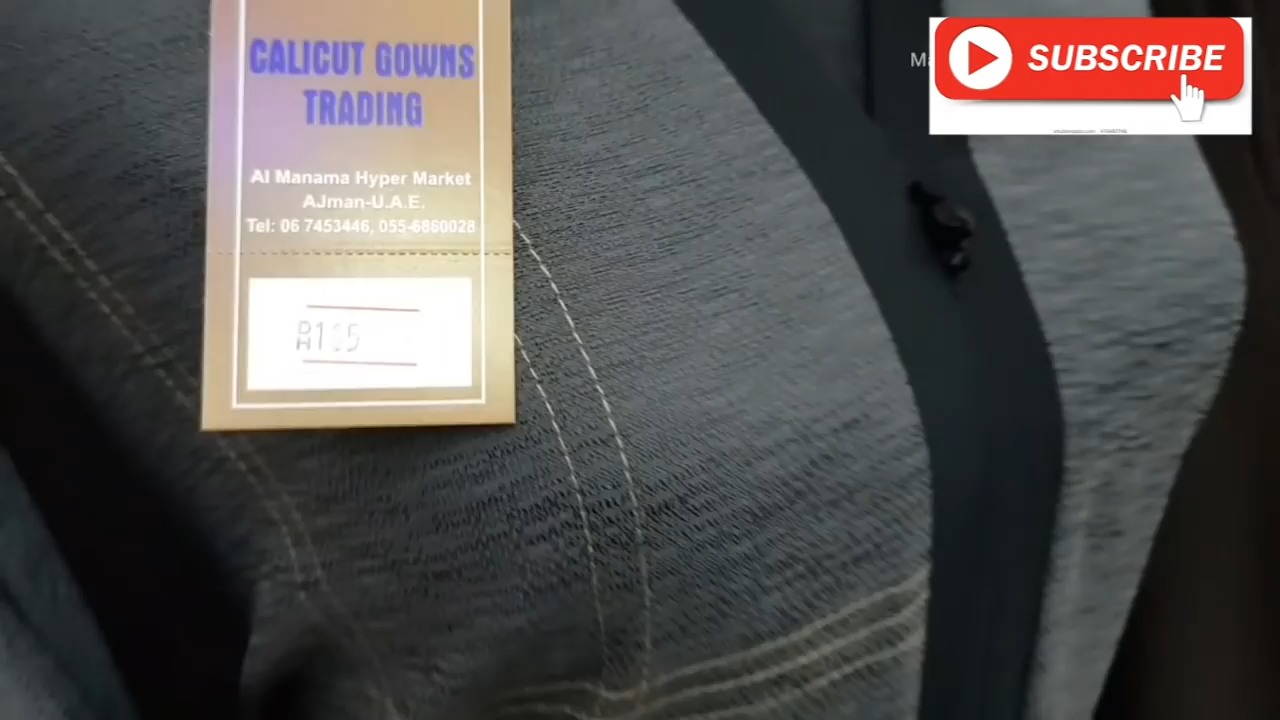 CALICUT GOWNS
TRADING
Al Manama Hyper Market
AJman-U.A.E.
Tel: 06 7453446, 055-6860028
SUBSCRIBE